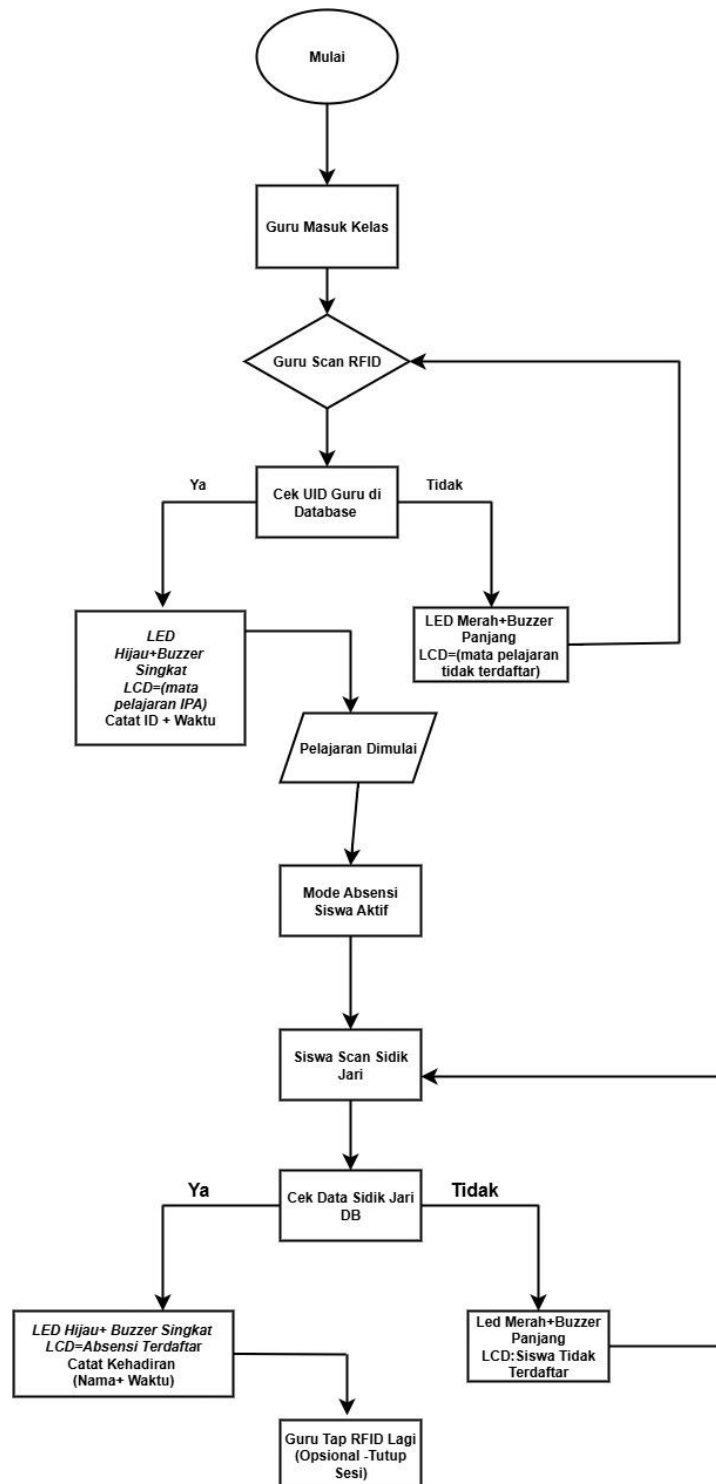 Mulai
Guru Masuk Kelas
Guru Scan RFID
Ya
Cek UID Guru di
Database
Tidak
LED
Hijau+Buzzer
Singkat
LCD=(mata
pelajaran IPA)
Catat ID + Waktu
LED Merah+Buzzer
Panjang
LCD=(mata pelajaran
tidak terdaftar)
Pelajaran Dimulai
Mode Absensi
Siswa Aktif
Siswa Scan Sidik
Jari
Ya
Cek Data Sidik Jari
DB
Tidak
LED Hijau+ Buzzer Singkat
LCD=Absensi Terdaftar
Catat Kehadiran
(Nama+ Waktu)
Led Merah+Buzzer
Panjang
LCD:Siswa Tidak
Terdaftar
Guru Tap RFID Lagi
(Opsional -Tutup
Sesi)